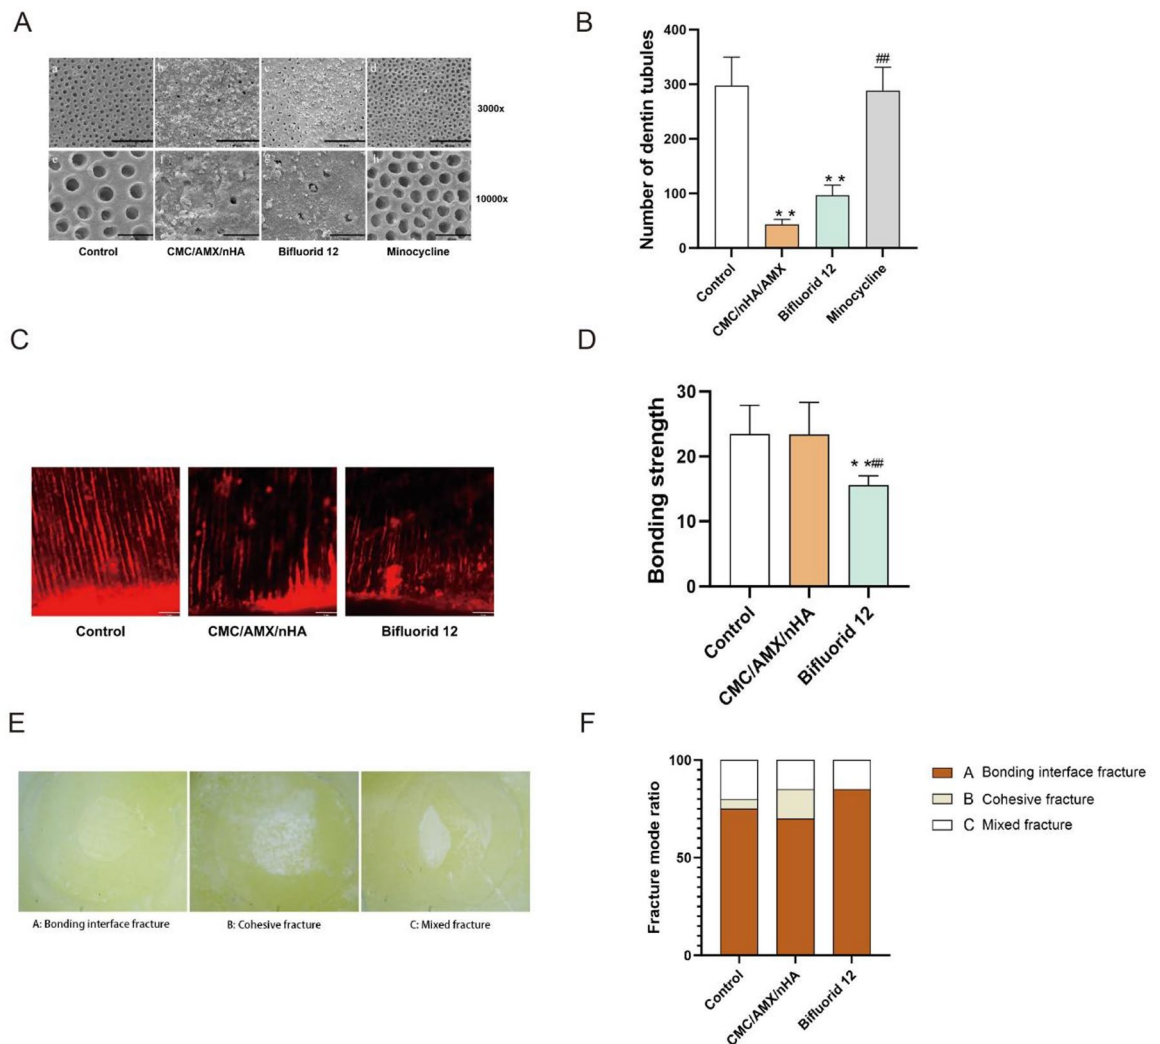 A
a
b
c
d
3000x
e
f
g
h
10000x
Control
CMC/AMX/nHA
Bifluorid 12
Minocycline
B
Number of dentin tubules
400
300
200
100
0
* *
* *
##
Control
CMC/nHA/AMX
Bifluorid 12
Minocycline
C
Control
CMC/AMX/nHA
Bifluorid 12
D
Bonding strength
30
20
10
0
* *##
Control
CMC/AMX/nHA
Bifluorid 12
E
A: Bonding interface fracture
B: Cohesive fracture
C: Mixed fracture
F
Fracture mode ratio
100
50
0
Control
CMC/AMX/nHA
Bifluorid 12
A Bonding interface fracture
B Cohesive fracture
C Mixed fracture